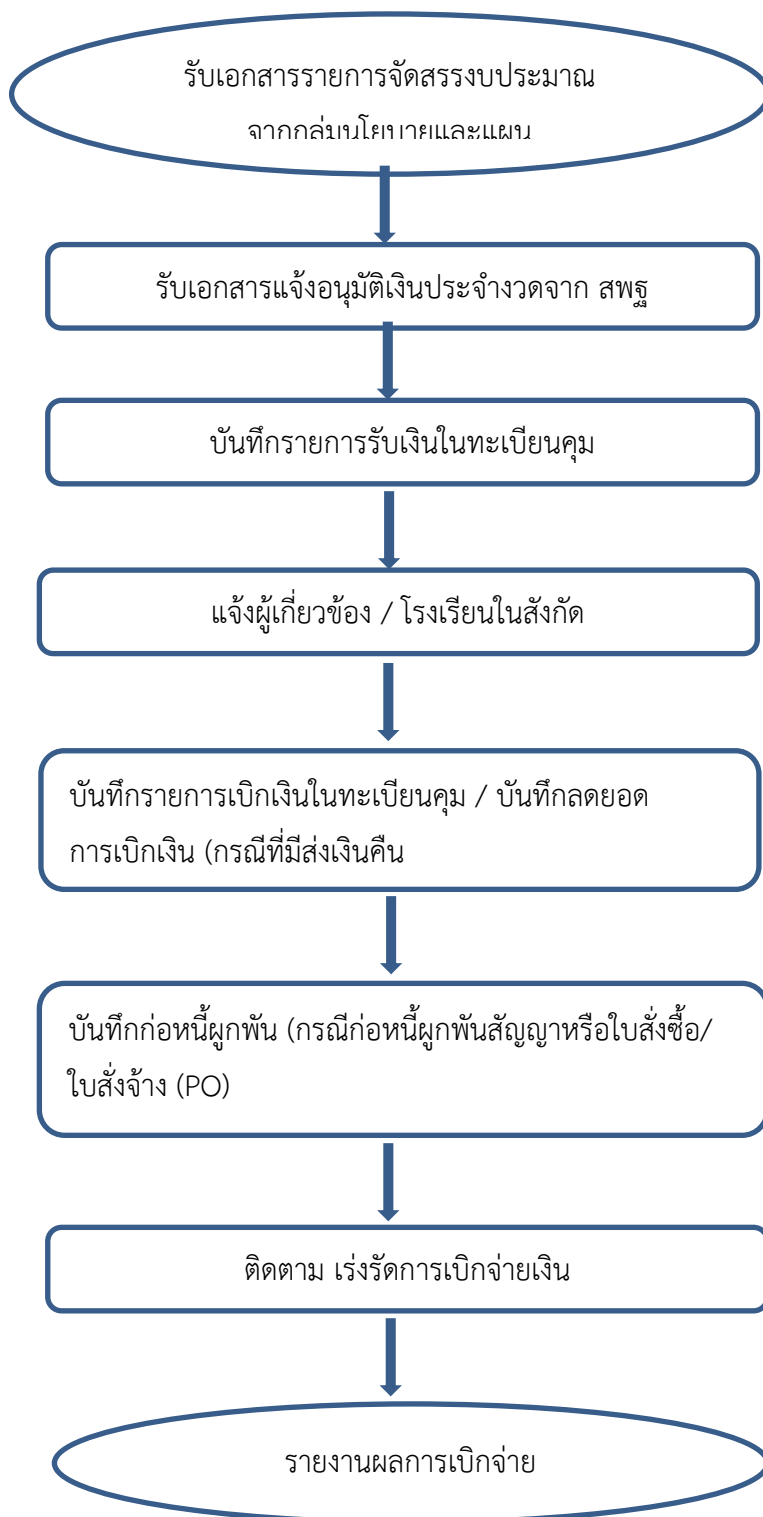 รับเอกสารรายการจัดสรรงบประมาณ
จากกลุ่มนโยบายและแผน
รับเอกสารแจ้งอนุมัติเงินประจำงวดจาก สพฐ
บันทึกรายการรับเงินในทะเบียนคุม
แจ้งผู้เกี่ยวข้อง / โรงเรียนในสังกัด
บันทึกรายการเบิกเงินในทะเบียนคุม / บันทึกลดยอด
การเบิกเงิน (กรณีที่มีส่งเงินคืน
บันทึกก่อหนี้ผูกพัน (กรณีก่อหนี้ผูกพันสัญญาหรือใบสั่งซื้อ/
ใบสั่งจ้าง (PO)
ติดตาม เร่งรัดการเบิกจ่ายเงิน
รายงานผลการเบิกจ่าย